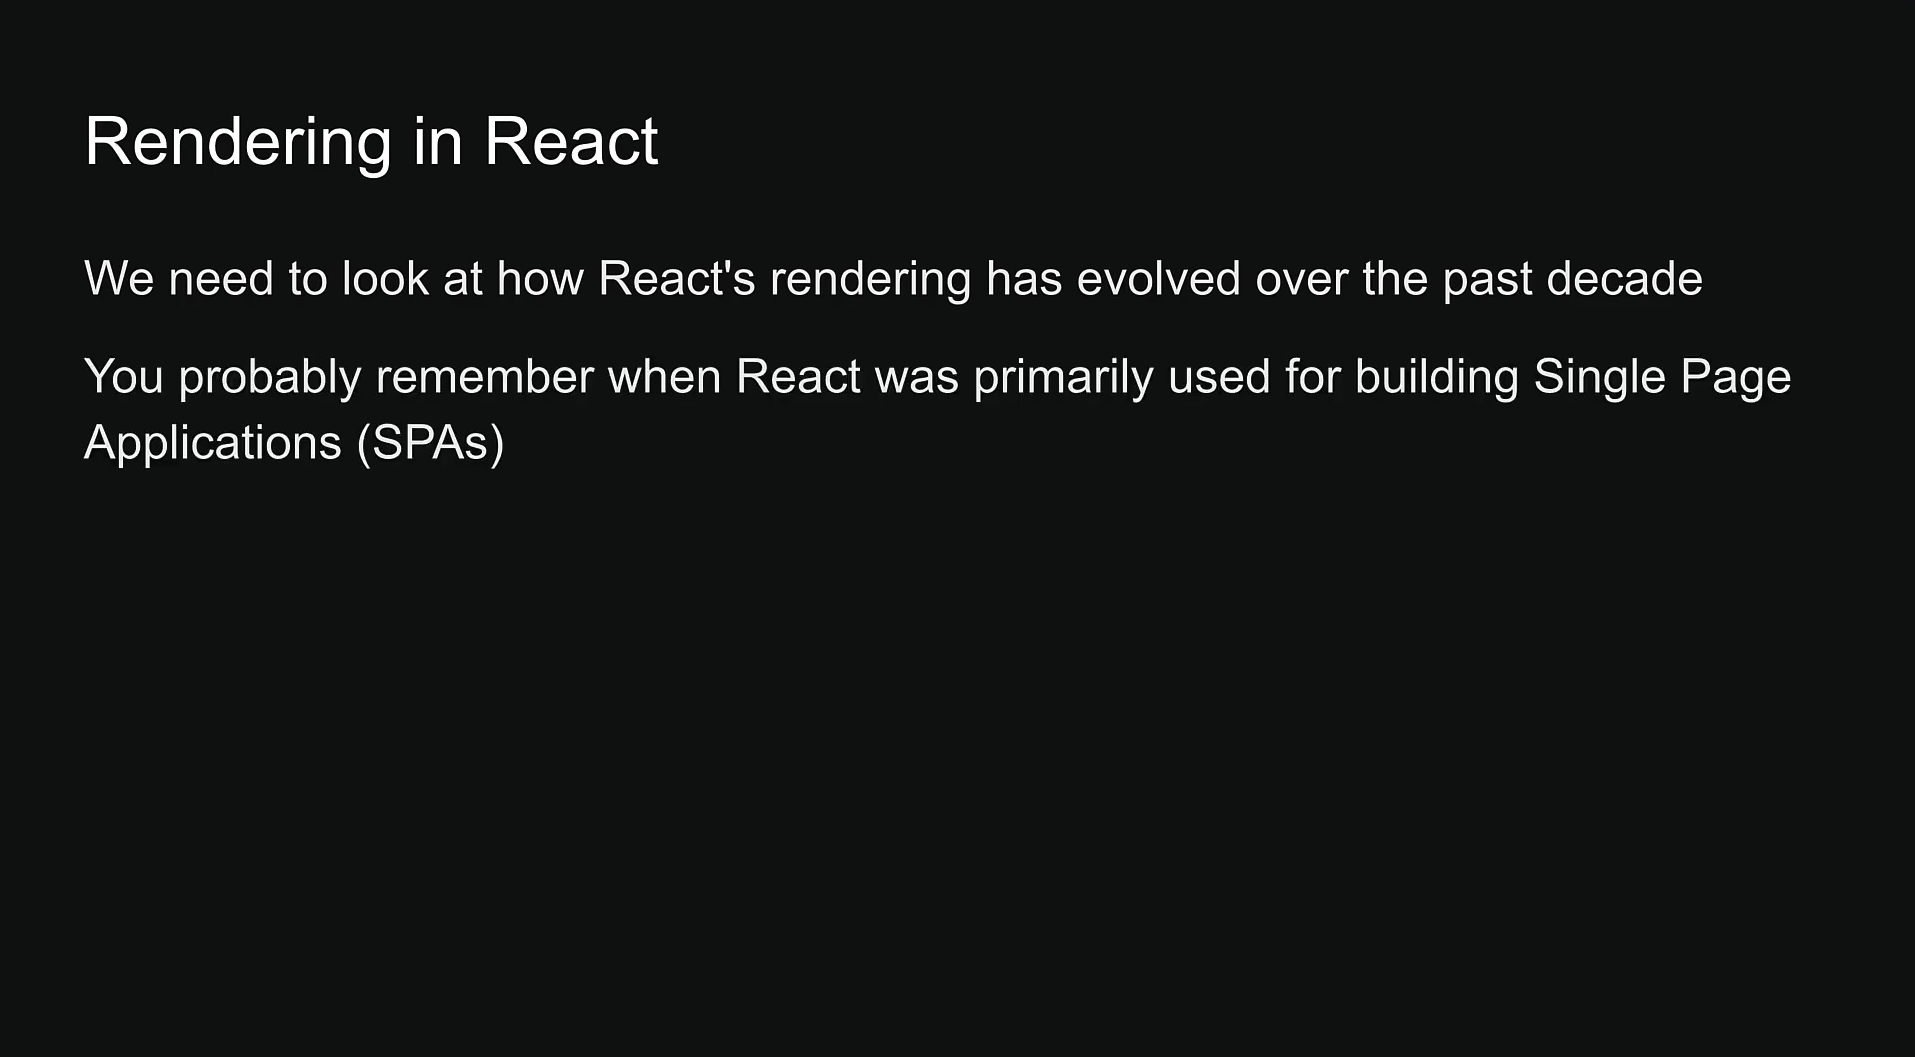 Rendering in React
We need to look at how React's rendering has evolved over the past decade
You probably remember when React was primarily used for building Single Page
Applications (SPAs)